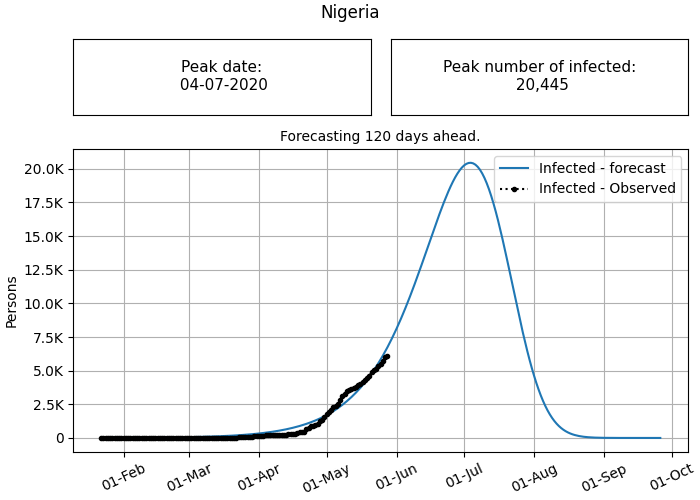 Nigeria
Peak date:
04-07-2020
Peak number of infected:
20,445
Forecasting 120 days ahead.
Infected - forecast
Infected - Observed
Persons
20.0K
17.5K
15.0K
12.5K
10.0K
7.5K
5.0K
2.5K
0
01-Feb
01-Mar
01-Apr
01-May
01-Jun
01-Jul
01-Aug
01-Sep
01-Oct